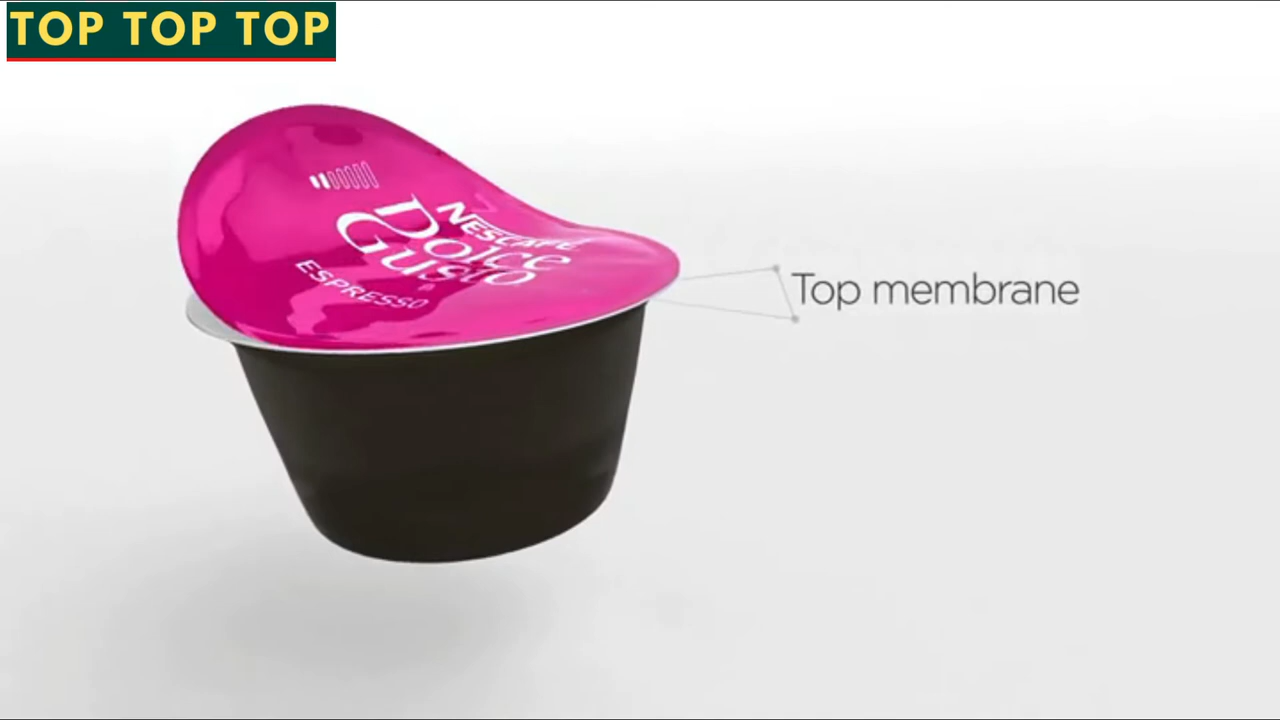 TOP TOP TOP
NESCAFÉ
Dolce
Gusto
ESPRESSO
Top membrane